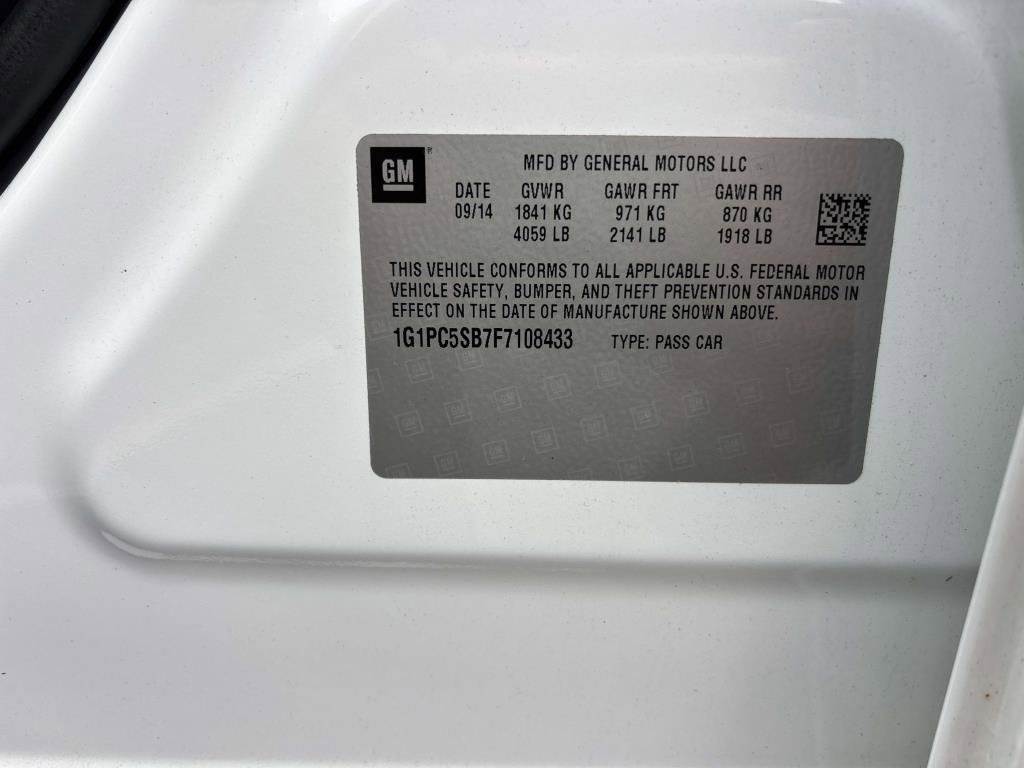 GM®
MFD BY GENERAL MOTORS LLC
DATE GVWR GAWR FRT GAWR RR
09/14 1841 KG 971 KG 870 KG
4059 LB 2141 LB 1918 LB
THIS VEHICLE CONFORMS TO ALL APPLICABLE U.S. FEDERAL MOTOR
VEHICLE SAFETY, BUMPER, AND THEFT PREVENTION STANDARDS IN
EFFECT ON THE DATE OF MANUFACTURE SHOWN ABOVE.
1G1PC5SB7F7108433 TYPE: PASS CAR